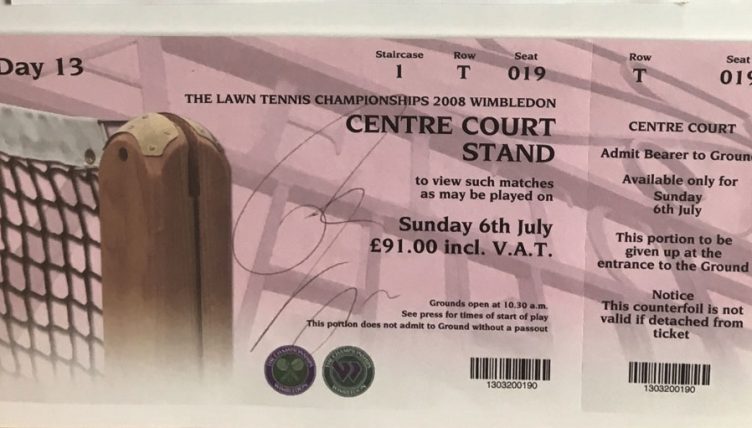 Day 13
Staircase Row Seat
1 T 019
THE LAWN TENNIS CHAMPIONSHIPS 2008 WIMBLEDON
CENTRE COURT
STAND
to view such matches
as may be played on
Sunday 6th July
£91.00 incl. V.A.T.
Grounds open at 10.30 a.m.
See press for times of start of play
This portion does not admit to Ground without a passout
1303200190
Row Seat
T 019
CENTRE COURT
Admit Bearer to Ground
Available only for
Sunday
6th July
This portion to be
given up at the
entrance to the Ground
Notice
This counterfoil is not
valid if detached from
ticket
1303200190